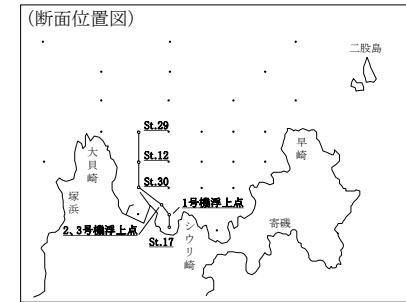 (断面位置図)
二股島
St.29
大貝崎
早崎
St.12
St.30
塚浜
1号機浮上点
シウリ崎
寄磯
2、3号機浮上点
St.17